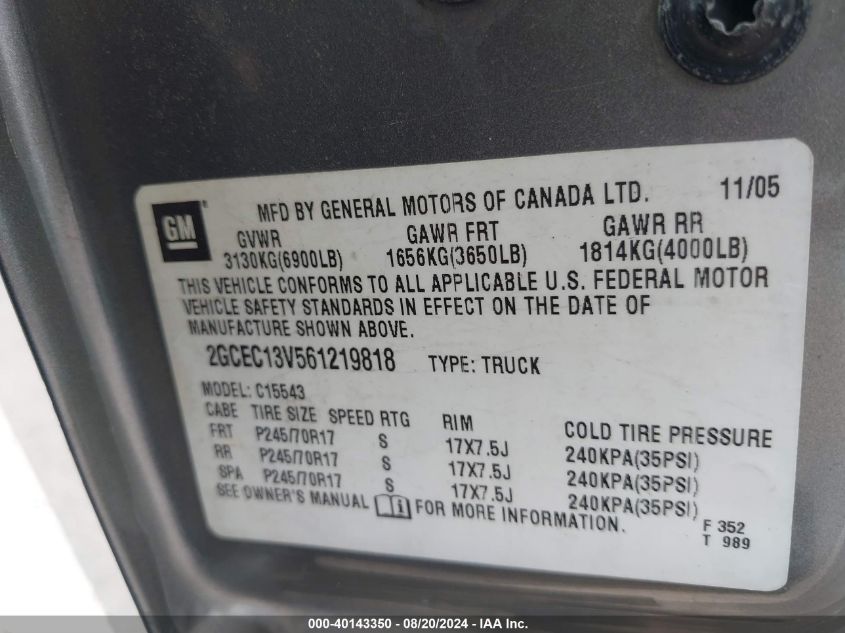 GM
MFD BY GENERAL MOTORS OF CANADA LTD. 11/05
GVWR GAWR FRT GAWR RR
3130KG(6900LB) 1656KG(3650LB) 1814KG(4000LB)
THIS VEHICLE CONFORMS TO ALL APPLICABLE U.S. FEDERAL MOTOR
VEHICLE SAFETY STANDARDS IN EFFECT ON THE DATE OF
MANUFACTURE SHOWN ABOVE.
2GCEC13V561219818 TYPE: TRUCK
MODEL: C15543
CABE TIRE SIZE SPEED RTG RIM COLD TIRE PRESSURE
FRT P245/70R17 S 17X7.5J 240KPA(35PSI)
RR P245/70R17 S 17X7.5J 240KPA(35PSI)
SPA P245/70R17 S 17X7.5J 240KPA(35PSI)
SEE OWNER'S MANUAL FOR MORE INFORMATION.
F 352
T 989
000-40143350 - 08/20/2024 - IAA Inc.